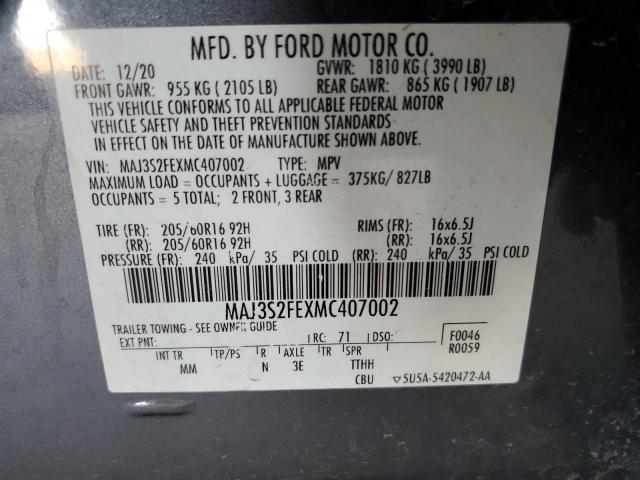 MFD. BY FORD MOTOR CO.
DATE: 12/20 GVWR: 1810 KG ( 3990 LB)
FRONT GAWR: 955 KG ( 2105 LB) REAR GAWR: 865 KG ( 1907 LB)
THIS VEHICLE CONFORMS TO ALL APPLICABLE FEDERAL MOTOR
VEHICLE SAFETY AND THEFT PREVENTION STANDARDS
IN EFFECT ON THE DATE OF MANUFACTURE SHOWN ABOVE.
VIN: MAJ3S2FEXMC407002 TYPE: MPV
MAXIMUM LOAD = OCCUPANTS + LUGGAGE = 375KG/ 827LB
OCCUPANTS = 5 TOTAL; 2 FRONT, 3 REAR
TIRE (FR): 205/60R16 92H RIMS (FR): 16x6.5J
(RR): 205/60R16 92H (RR): 16x6.5J
PRESSURE (FR): 240 kPa/ 35 PSI COLD (RR): 240 kPa/ 35 PSI COLD
MAJ3S2FEXMC407002
TRAILER TOWING - SEE OWNER GUIDE
EXT PNT: RC: 71 DSO: F0046
R0059
INT TR TP/PS R AXLE TR SPR
MM N 3E TTHH
CBU ▽5U5A-5420472-AA